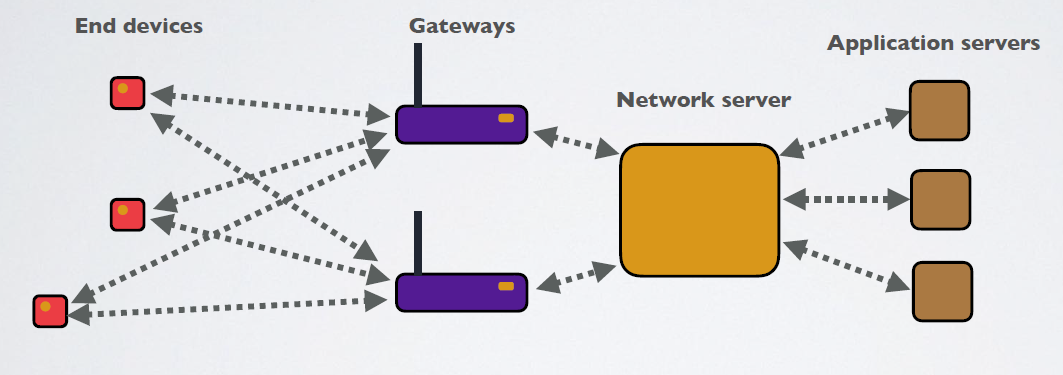 End devices
Gateways
Application servers
Network server